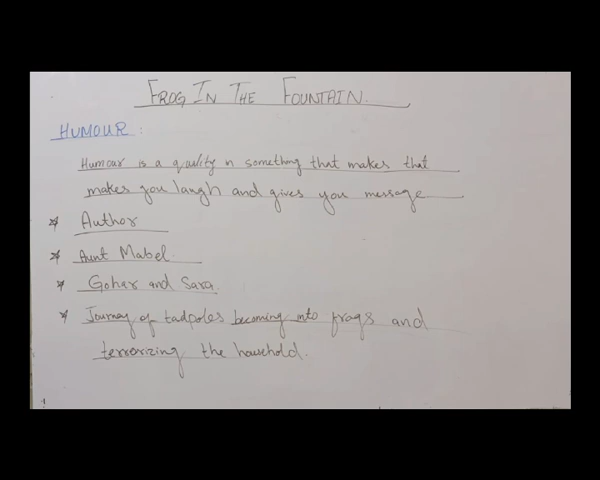 FROG IN THE FOUNTAIN.
HUMOUR:
Humour is a quality in something that makes that
makes you laugh and gives you message
* Author
* Aunt Mabel.
* Gohar and Sara.
* Journey of tadpoles becoming into frogs and
terrorizing the household.